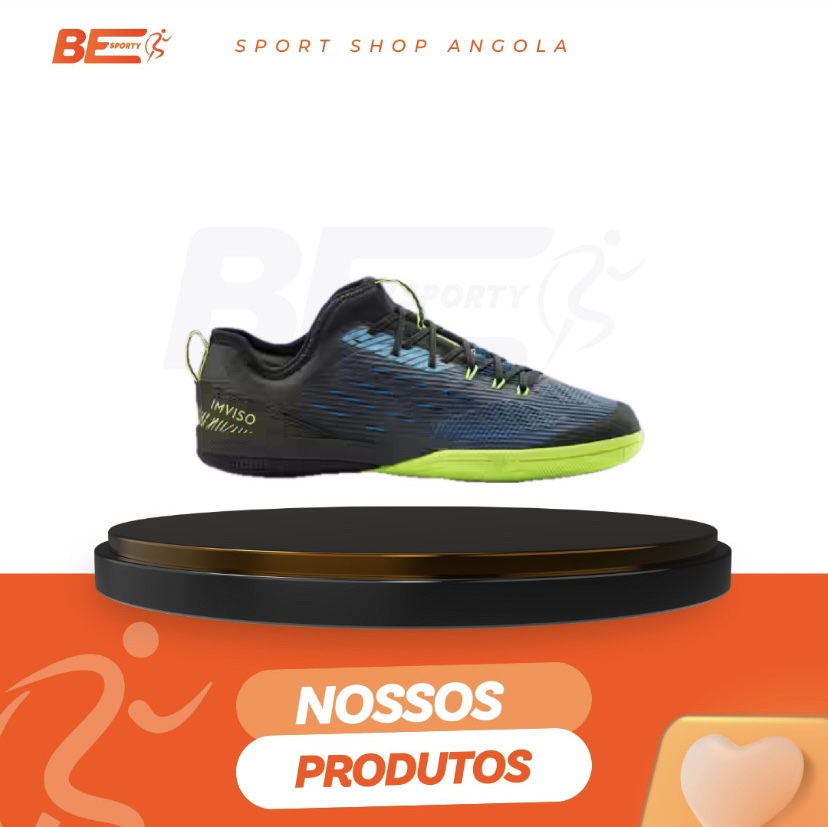 BE SPORTY
SPORT SHOP ANGOLA
BE SPORTY
IMVISO
NOSSOS
PRODUTOS